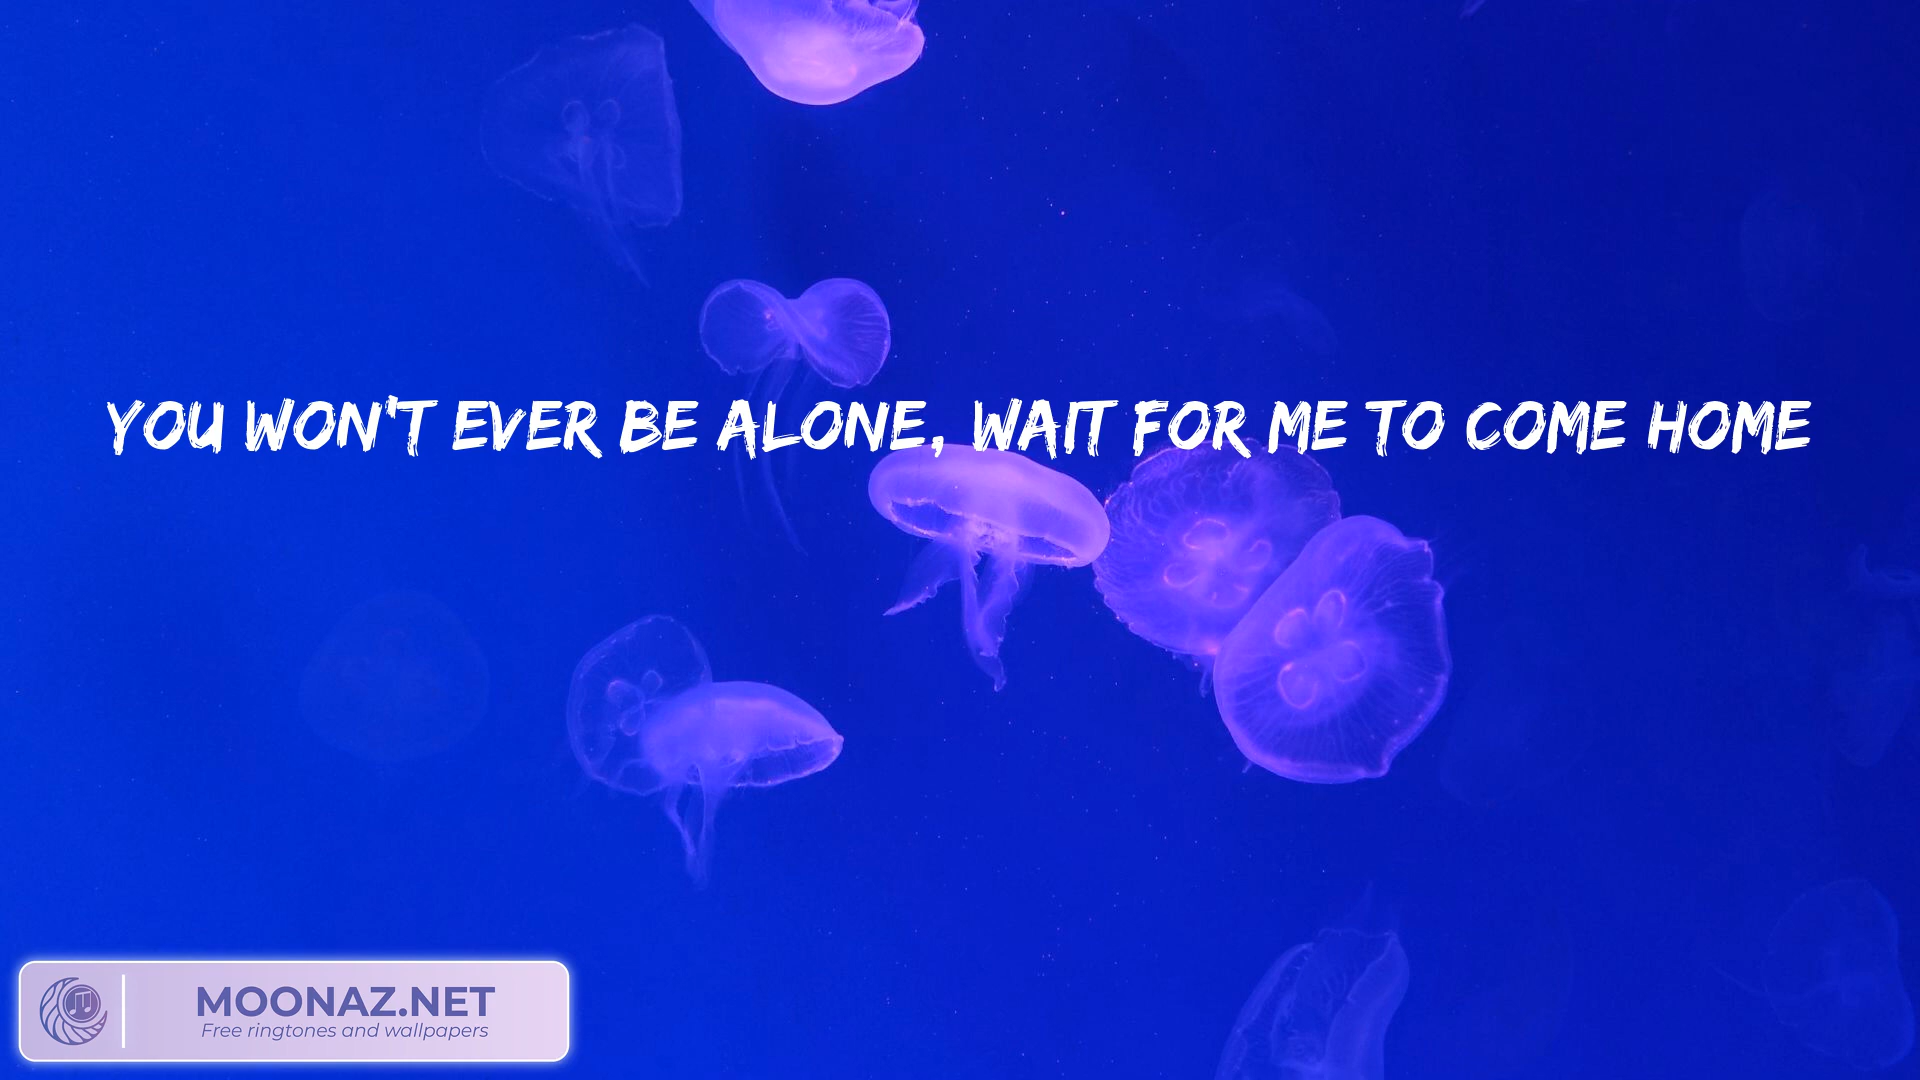 YOU WON'T EVER BE ALONE, WAIT FOR ME TO COME HOME
MOONAZ.NET
Free ringtones and wallpapers